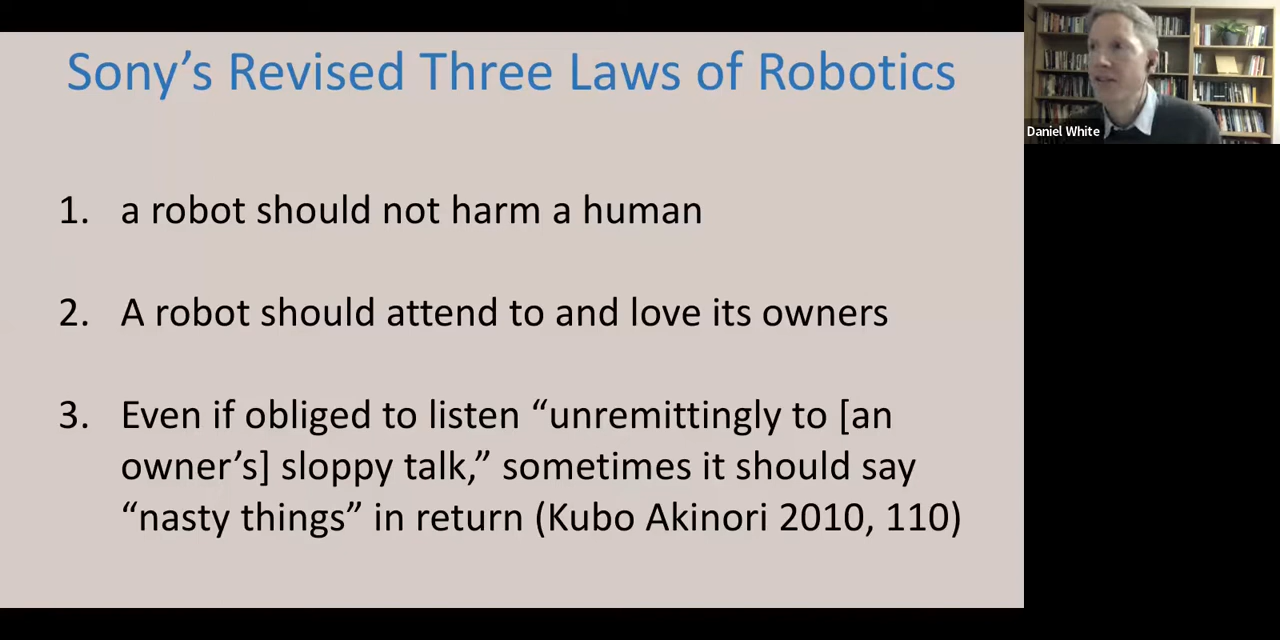 Sony’s Revised Three Laws of Robotics
Daniel White
1. a robot should not harm a human
2. A robot should attend to and love its owners
3. Even if obliged to listen “unremittingly to [an
owner’s] sloppy talk,” sometimes it should say
“nasty things” in return (Kubo Akinori 2010, 110)